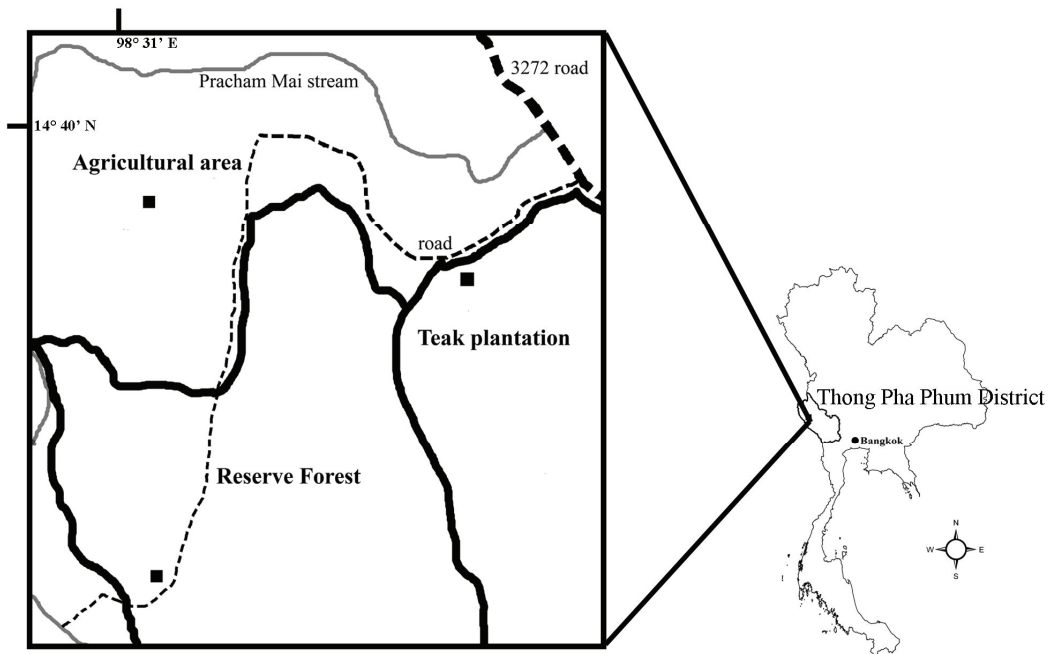 98° 31' E
3272 road
Pracham Mai stream
14° 40' N
Agricultural area
road
Teak plantation
Thong Pha Phum District
Bangkok
Reserve Forest
N
W E
S